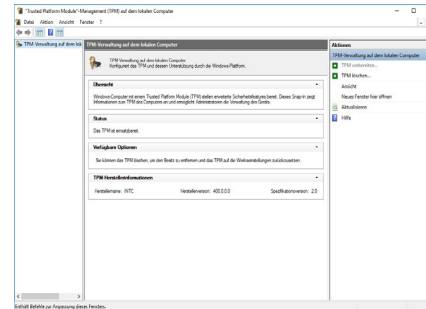 "Trusted Platform Module"-Management (TPM) auf dem lokalen Computer
Datei Aktion Ansicht Fenster ?
TPM-Verwaltung auf dem lok
TPM-Verwaltung auf dem lokalen Computer
TPM-Verwaltung auf dem lokalen Computer
Konfiguriert das TPM und dessen Unterstützung durch die Windows-Plattform.
Übersicht
Windows-Computer mit einem Trusted Platform Module (TPM) stellen erweiterte Sicherheitsfeatures bereit. Dieses Snap-In zeigt
Informationen zum TPM des Computers an und ermöglicht Administratoren die Verwaltung des Geräts.
Status
Das TPM ist einsatzbereit.
Verfügbare Optionen
Sie können das TPM löschen, um den Besitz zu entfernen und das TPM auf die Werkseinstellungen zurückzusetzen.
TPM-Herstellerinformationen
Herstellername: INTC Herstellerversion: 400.0.0.0 Spezifikationsversion: 2.0
Aktionen
TPM-Verwaltung auf dem lokalen Computer
TPM vorbereiten...
TPM löschen...
Ansicht
Neues Fenster hier öffnen
Aktualisieren
Hilfe
Enthält Befehle zur Anpassung dieses Fensters.